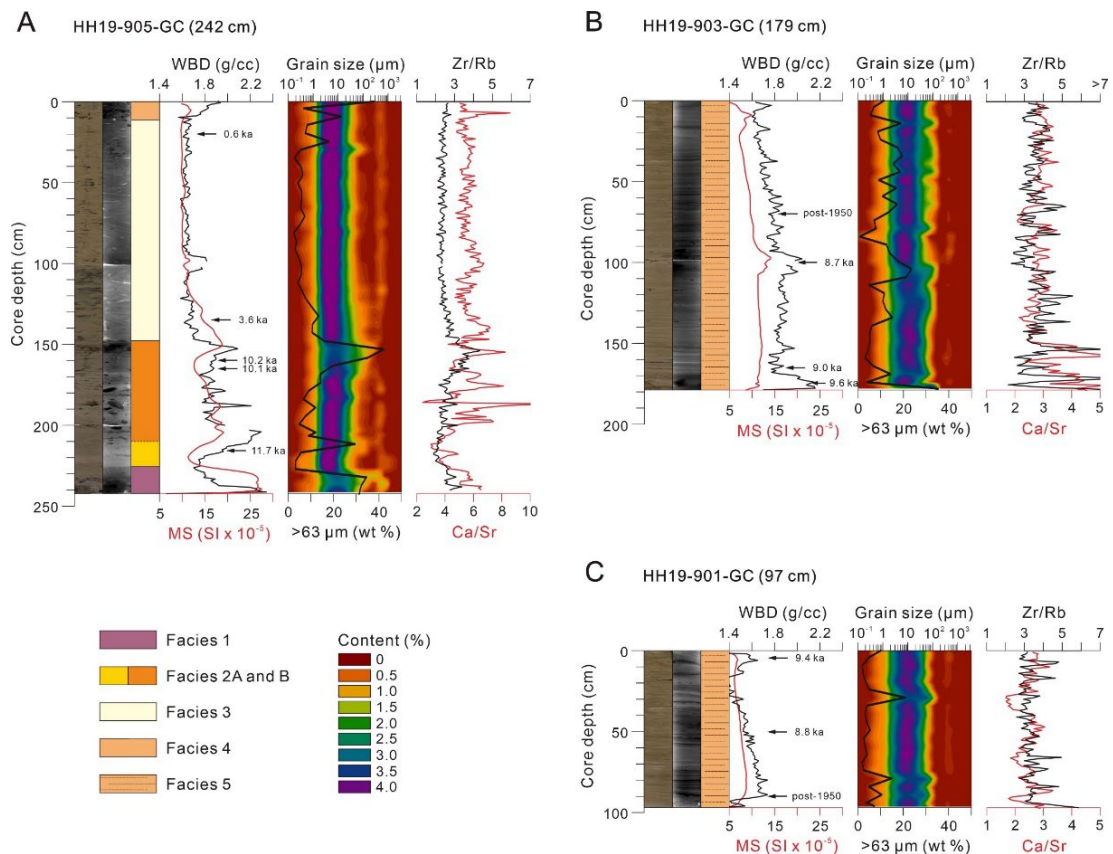 A HH19-905-GC (242 cm)
WBD (g/cc) Grain size (µm) Zr/Rb
1.4 1.8 2.2 10⁻¹ 10 10² 10³ 1 3 5 7
0
50
100
150
200
250
Core depth (cm)
0.6 ka
3.6 ka
10.2 ka
10.1 ka
11.7 ka
5 15 25 0 20 40 2 4 6 8 10
MS (SI x 10⁻⁵) >63 µm (wt %) Ca/Sr
B HH19-903-GC (179 cm)
WBD (g/cc) Grain size (µm) Zr/Rb
1.4 1.8 2.2 10⁻¹ 10 10² 10³ 1 3 5 >7
0
50
100
150
200
Core depth (cm)
post-1950
8.7 ka
9.0 ka
9.6 ka
5 15 25 0 20 40 1 2 3 4 5
MS (SI x 10⁻⁵) >63 µm (wt %) Ca/Sr
C HH19-901-GC (97 cm)
WBD (g/cc) Grain size (µm) Zr/Rb
1.4 1.8 2.2 10⁻¹ 10 10² 10³ 1 3 5 7
0
50
100
Core depth (cm)
9.4 ka
8.8 ka
post-1950
5 15 25 0 20 40 1 2 3 4 5
MS (SI x 10⁻⁵) >63 µm (wt %) Ca/Sr
Facies 1
Facies 2A and B
Facies 3
Facies 4
Facies 5
Content (%)
0
0.5
1.0
1.5
2.0
2.5
3.0
3.5
4.0